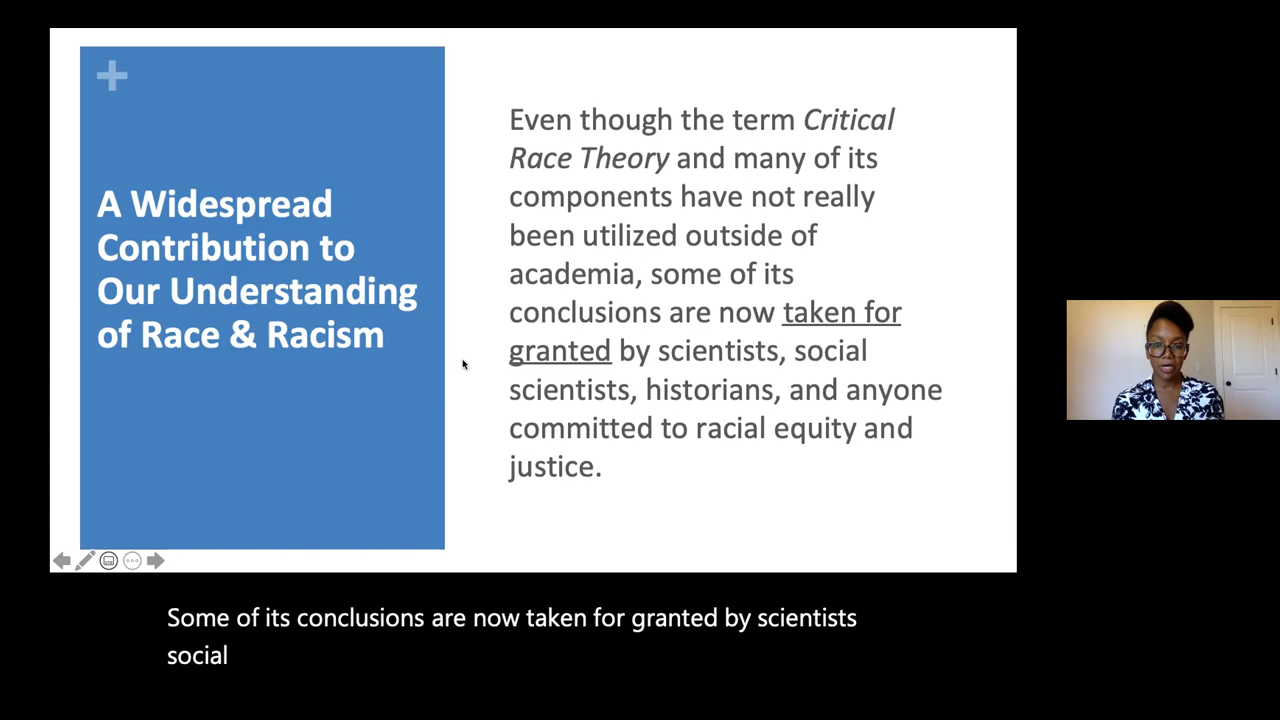 A Widespread
Contribution to
Our Understanding
of Race & Racism
Even though the term Critical
Race Theory and many of its
components have not really
been utilized outside of
academia, some of its
conclusions are now taken for
granted by scientists, social
scientists, historians, and anyone
committed to racial equity and
justice.
Some of its conclusions are now taken for granted by scientists
social